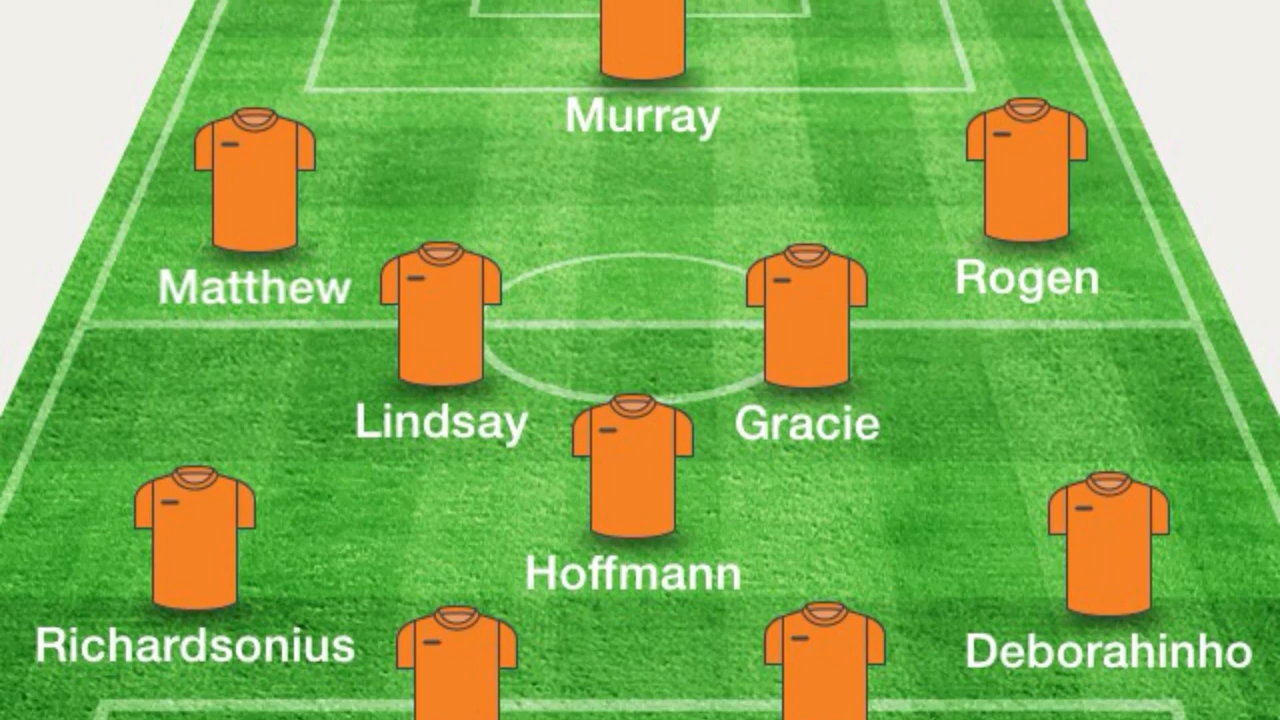 Murray
Matthew
Rogen
Lindsay
Gracie
Hoffmann
Richardsonius
Deborahinho